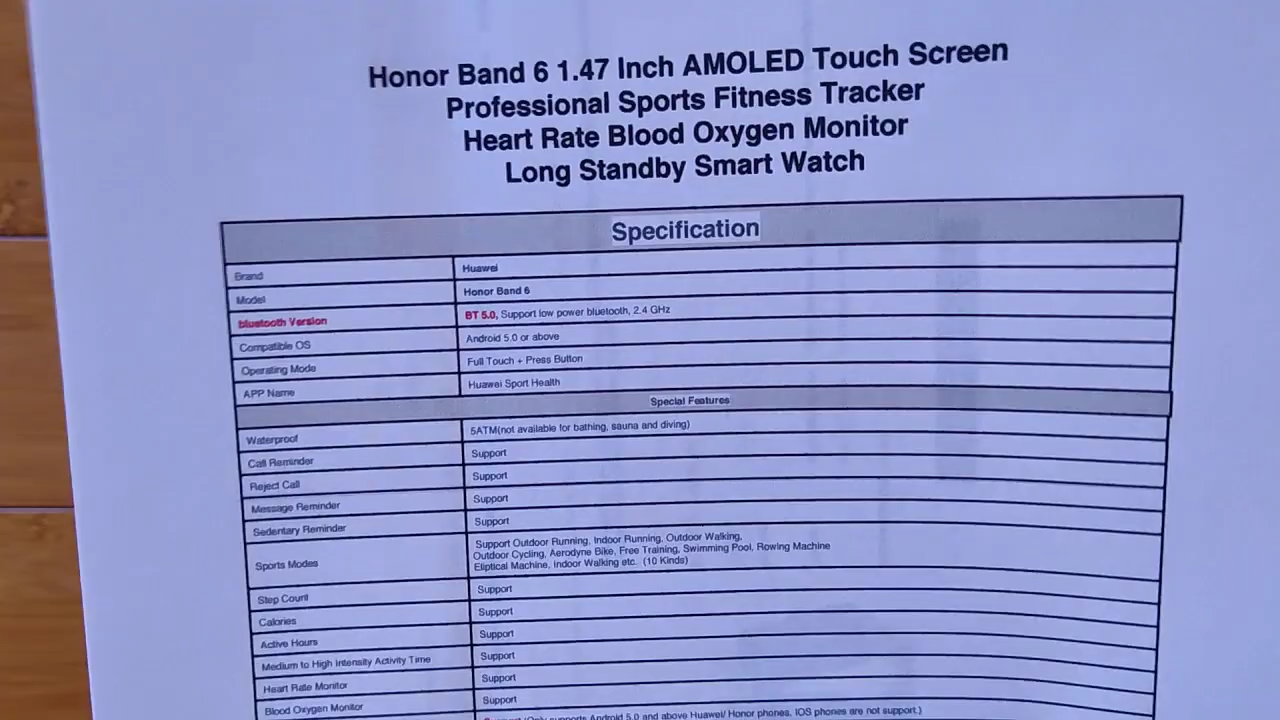 Honor Band 6 1.47 Inch AMOLED Touch Screen
Professional Sports Fitness Tracker
Heart Rate Blood Oxygen Monitor
Long Standby Smart Watch
Specification
Brand Huawei
Model Honor Band 6
bluetooth Version BT 5.0, Support low power bluetooth, 2.4 GHz
Compatible OS Android 5.0 or above
Operating Mode Full Touch + Press Button
APP Name Huawei Sport Health
Special Features
Waterproof 5ATM(not available for bathing, sauna and diving)
Call Reminder Support
Reject Call Support
Message Reminder Support
Sedentary Reminder Support
Sports Modes Support Outdoor Running, Indoor Running, Outdoor Walking,
Outdoor Cycling, Aerodyne Bike, Free Training, Swimming Pool, Rowing Machine
Eliptical Machine, Indoor Walking etc. (10 Kinds)
Step Count Support
Calories Support
Active Hours Support
Medium to High Intensity Activity Time Support
Heart Rate Monitor Support
Blood Oxygen Monitor Support
(Only supports Android 5.0 and above Huawei/ Honor phones, IOS phones are not support.)